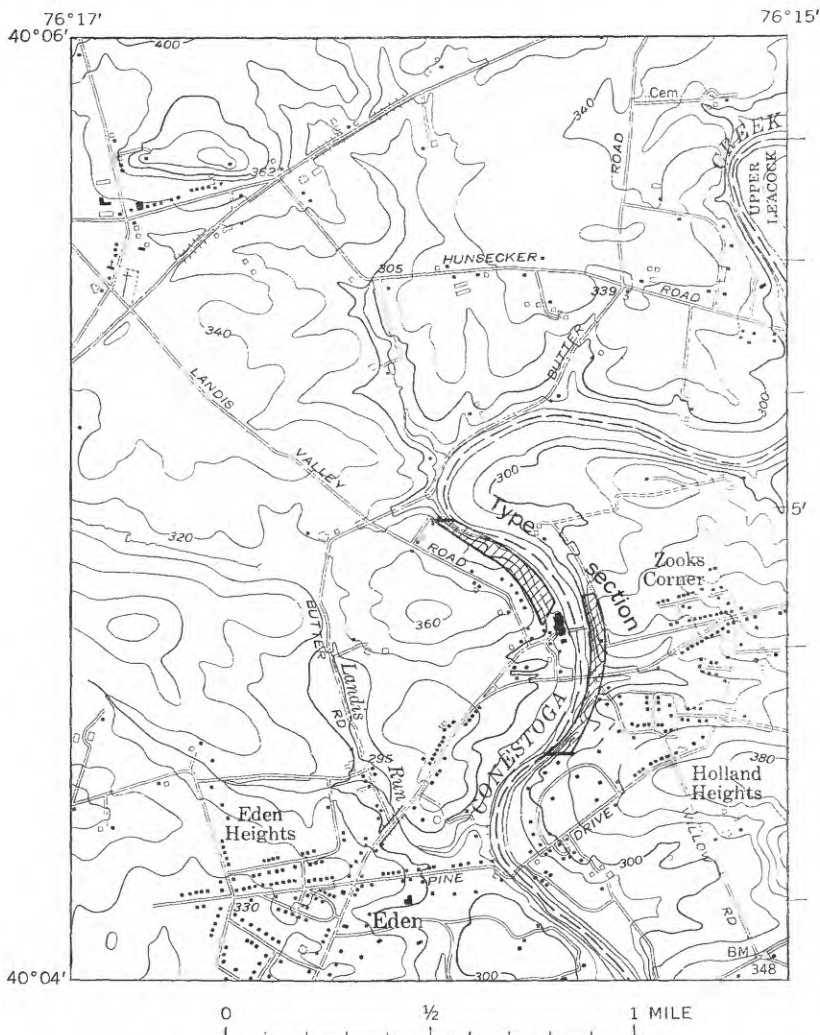 76°17'
76°15'
40°06'
400
Cem.
340
ROAD
CREEK
UPPER
LEACOCK
362
HUNSECKER
305
339
ROAD
340
BUTTER
LANDIS
300
VALLEY
300
5'
Type section
320
ROAD
Zooks
Corner
360
BUTTER
RD
Landis
Run
CONESTOGA
380
295
Holland
Heights
Eden
Heights
DRIVE
WILLOW
RD
300
PINE
330
Eden
BM
348
300
40°04'
0 ½ 1 MILE